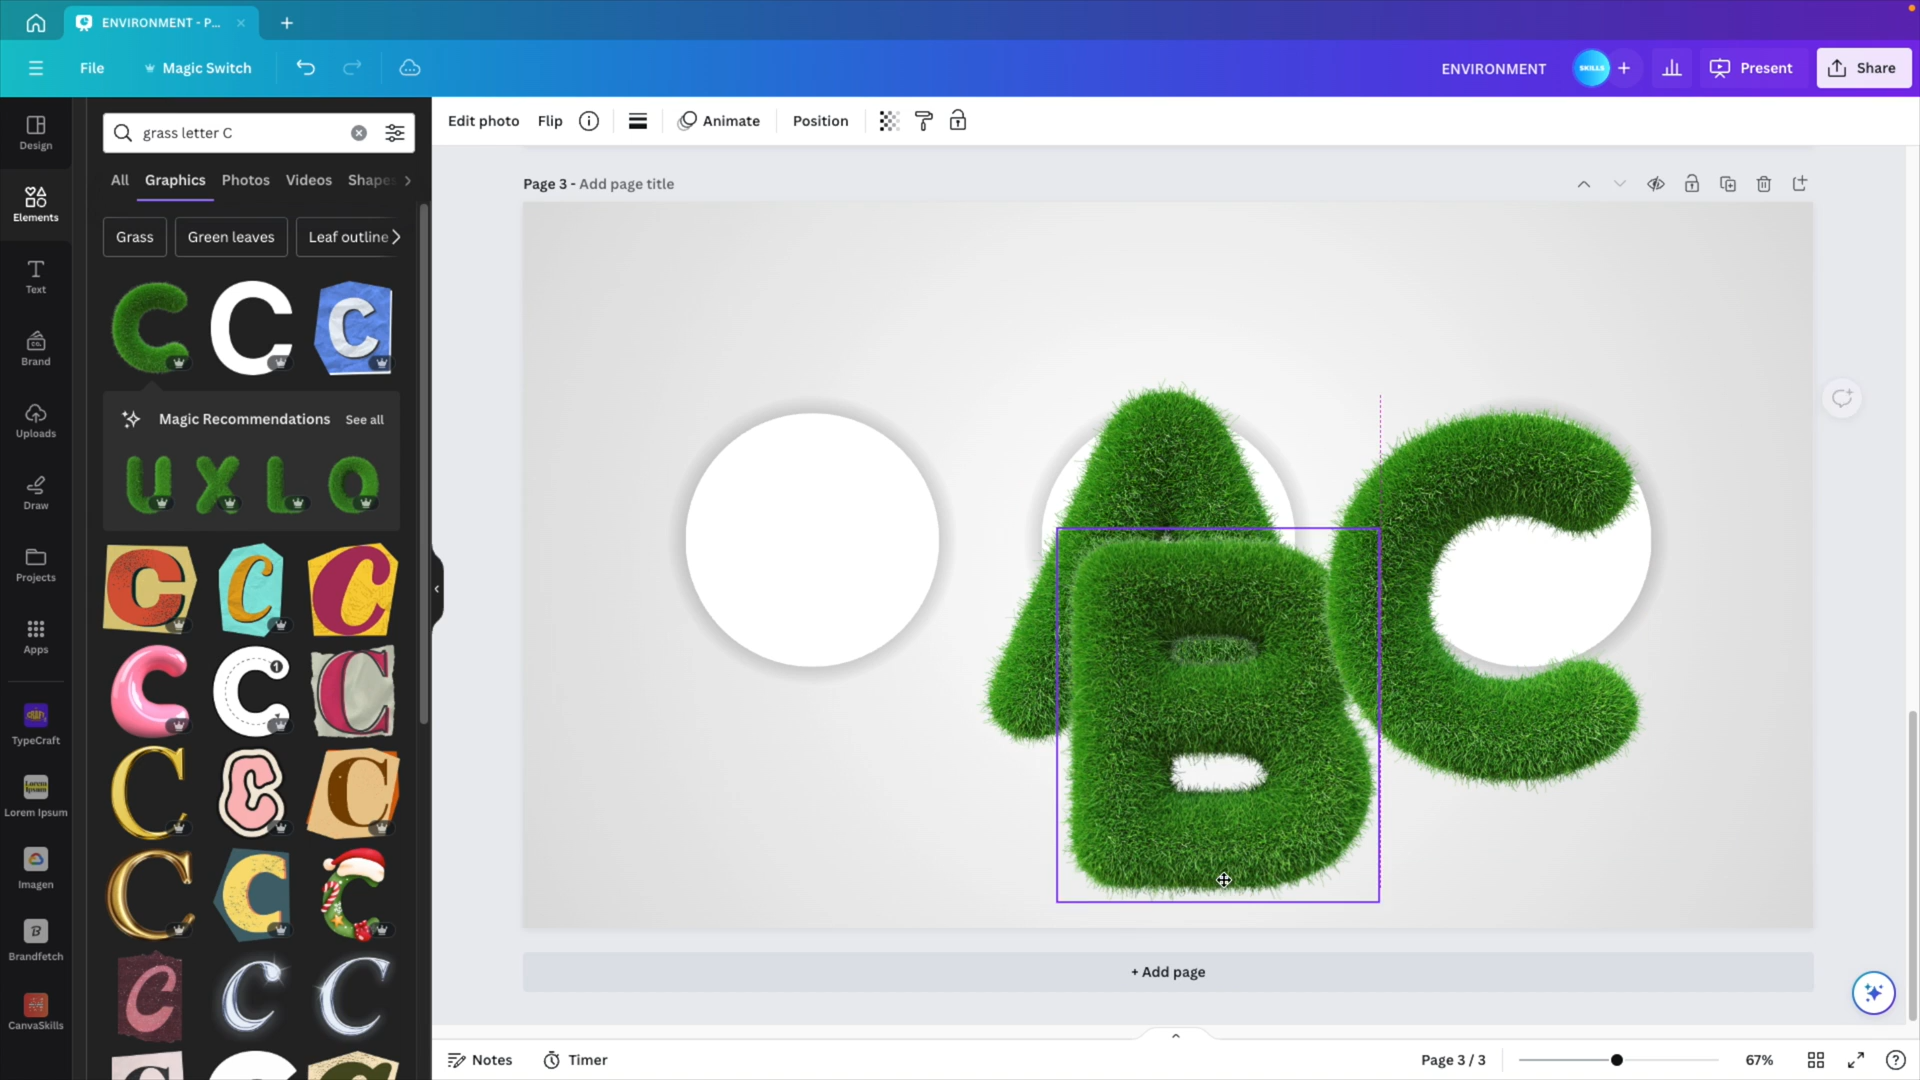 ENVIRONMENT - P...
File
Magic Switch
ENVIRONMENT
SKILLS
Present
Share
Design
Elements
Text
Brand
Uploads
Draw
Projects
Apps
TypeCraft
Lorem Ipsum
Imagen
Brandfetch
CanvaSkills
grass letter C
All
Graphics
Photos
Videos
Shapes
Grass
Green leaves
Leaf outline
C C C
Magic Recommendations
See all
U X L O
C C C
C C C
C C C
C C C
C C C
Edit photo
Flip
Animate
Position
Page 3 - Add page title
A
B
C
+ Add page
Notes
Timer
Page 3 / 3
67%